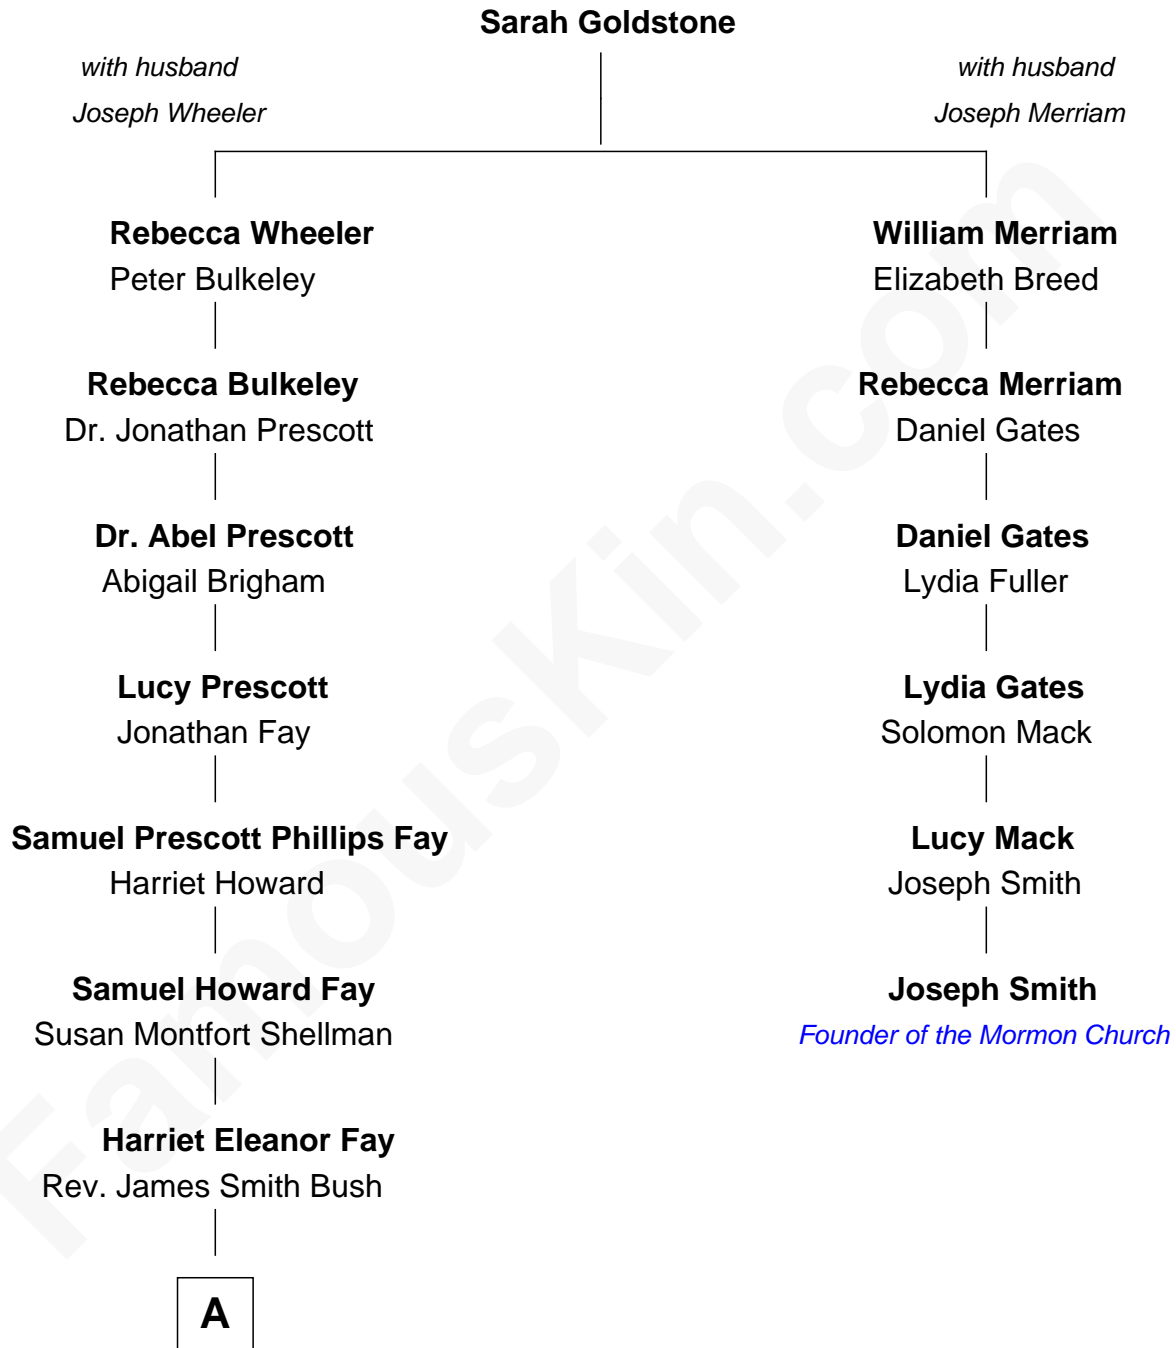 Sarah Goldstone
with husband
Joseph Wheeler
with husband
Joseph Merriam
Rebecca Wheeler
Peter Bulkeley
Rebecca Bulkeley
Dr. Jonathan Prescott
Dr. Abel Prescott
Abigail Brigham
Lucy Prescott
Jonathan Fay
Samuel Prescott Phillips Fay
Harriet Howard
Samuel Howard Fay
Susan Montfort Shellman
Harriet Eleanor Fay
Rev. James Smith Bush
A
William Merriam
Elizabeth Breed
Rebecca Merriam
Daniel Gates
Daniel Gates
Lydia Fuller
Lydia Gates
Solomon Mack
Lucy Mack
Joseph Smith
Joseph Smith
Founder of the Mormon Church
FamousKin.com